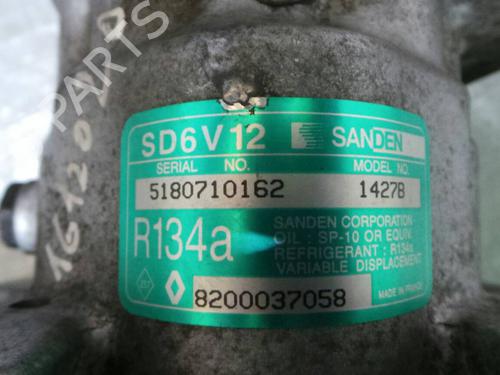 PARTS
SD6V12 SANDEN
SERIAL NO. MODEL NO.
5180710162 1427B
R134a
SANDEN CORPORATION
OIL : SP-10 OR EQUIV.
REFRIGERANT : R134a
VARIABLE DISPLACEMENT
8200037058
MADE IN FRANCE